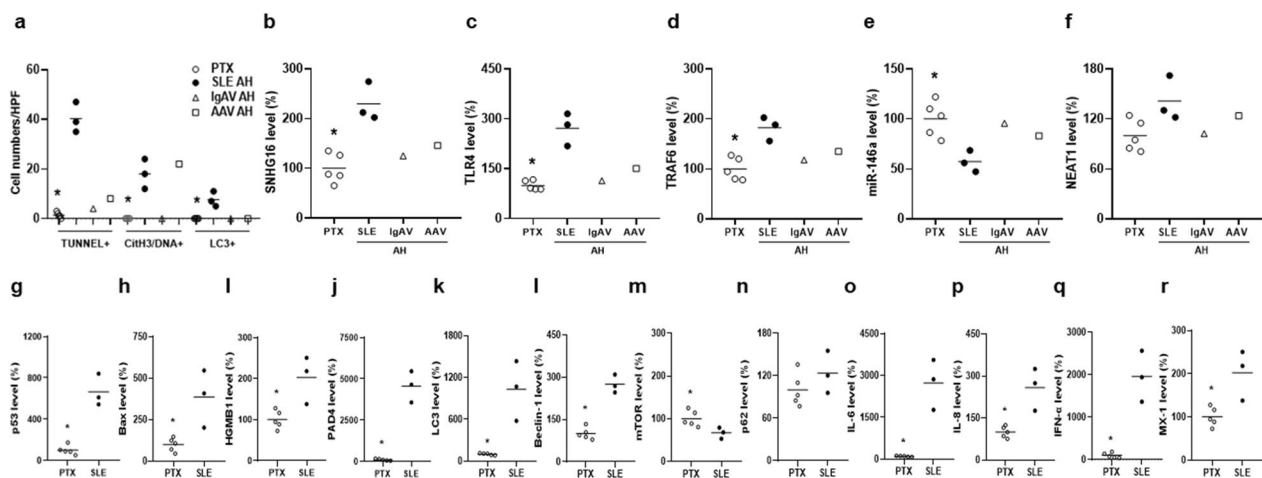 a
Cell numbers/HPF
60
40
20
0
PTX
SLE AH
IgAV AH
AAV AH
*
*
*
TUNNEL+ CitH3/DNA+ LC3+
b
SNHG16 level (%)
300
200
100
0
*
PTX SLE IgAV AAV
AH
c
TLR4 level (%)
450
300
150
0
*
PTX SLE IgAV AAV
AH
d
TRAF6 level (%)
300
200
100
0
*
PTX SLE IgAV AAV
AH
e
miR-146a level (%)
150
100
50
0
*
PTX SLE IgAV AAV
AH
f
NEAT1 level (%)
180
120
60
0
PTX SLE IgAV AAV
AH
g
p53 level (%)
1200
800
400
0
*
PTX SLE
h
Bax level (%)
750
500
250
0
*
PTX SLE
I
HGMB1 level (%)
300
200
100
0
*
PTX SLE
j
PAD4 level (%)
7500
5000
2500
0
*
PTX SLE
k
LC3 level (%)
1800
1200
600
0
*
PTX SLE
l
Beclin-1 level (%)
450
300
150
0
*
PTX SLE
m
mTOR level (%)
200
150
100
50
0
*
PTX SLE
n
p62 level (%)
180
120
60
0
PTX SLE
o
IL-6 level (%)
4500
3000
1500
0
*
PTX SLE
p
IL-8 level (%)
450
300
150
0
*
PTX SLE
q
IFN-α level (%)
3000
2000
1000
0
*
PTX SLE
r
MX-1 level (%)
300
200
100
0
*
PTX SLE